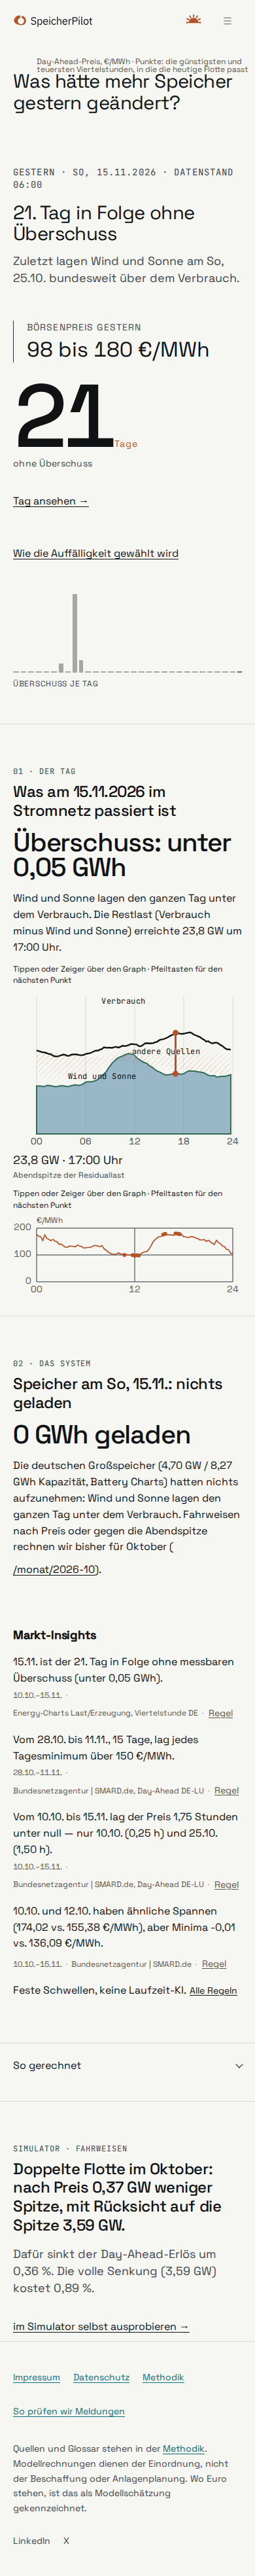 SpeicherPilot
Day-Ahead-Preis, €/MWh · Punkte: die günstigsten und
teuersten Viertelstunden, in die die heutige Flotte passt
Was hätte mehr Speicher
gestern geändert?
GESTERN · SO, 15.11.2026 · DATENSTAND
06:00
21. Tag in Folge ohne
Überschuss
Zuletzt lagen Wind und Sonne am So,
25.10. bundesweit über dem Verbrauch.
BÖRSENPREIS GESTERN
98 bis 180 €/MWh
21 Tage
ohne Überschuss
Tag ansehen →
Wie die Auffälligkeit gewählt wird
ÜBERSCHUSS JE TAG
01 · DER TAG
Was am 15.11.2026 im
Stromnetz passiert ist
Überschuss: unter
0,05 GWh
Wind und Sonne lagen den ganzen Tag unter
dem Verbrauch. Die Restlast (Verbrauch
minus Wind und Sonne) erreichte 23,8 GW um
17:00 Uhr.
Tippen oder Zeiger über den Graph · Pfeiltasten für den
nächsten Punkt
Verbrauch
andere Quellen
Wind und Sonne
00 06 12 18 24
23,8 GW · 17:00 Uhr
Abendspitze der Residuallast
Tippen oder Zeiger über den Graph · Pfeiltasten für den
nächsten Punkt
€/MWh
200
100
0
00 12 24
02 · DAS SYSTEM
Speicher am So, 15.11.: nichts
geladen
0 GWh geladen
Die deutschen Großspeicher (4,70 GW / 8,27
GWh Kapazität, Battery Charts) hatten nichts
aufzunehmen: Wind und Sonne lagen den
ganzen Tag unter dem Verbrauch. Fahrweisen
nach Preis oder gegen die Abendspitze
rechnen wir bisher für Oktober (
/monat/2026-10).
Markt-Insights
15.11. ist der 21. Tag in Folge ohne messbaren
Überschuss (unter 0,05 GWh).
10.10.–15.11. ·
Energy-Charts Last/Erzeugung, Viertelstunde DE · Regel
Vom 28.10. bis 11.11., 15 Tage, lag jedes
Tagesminimum über 150 €/MWh.
28.10.–11.11. ·
Bundesnetzagentur | SMARD.de, Day-Ahead DE-LU · Regel
Vom 10.10. bis 15.11. lag der Preis 1,75 Stunden
unter null — nur 10.10. (0,25 h) und 25.10.
(1,50 h).
10.10.–15.11. ·
Bundesnetzagentur | SMARD.de, Day-Ahead DE-LU · Regel
10.10. und 12.10. haben ähnliche Spannen
(174,02 vs. 155,38 €/MWh), aber Minima -0,01
vs. 136,09 €/MWh.
10.10.–15.11. · Bundesnetzagentur | SMARD.de · Regel
Feste Schwellen, keine Laufzeit-KI. Alle Regeln
So gerechnet
SIMULATOR · FAHRWEISEN
Doppelte Flotte im Oktober:
nach Preis 0,37 GW weniger
Spitze, mit Rücksicht auf die
Spitze 3,59 GW.
Dafür sinkt der Day-Ahead-Erlös um
0,36 %. Die volle Senkung (3,59 GW)
kostet 0,89 %.
im Simulator selbst ausprobieren →
Impressum Datenschutz Methodik
So prüfen wir Meldungen
Quellen und Glossar stehen in der Methodik.
Modellrechnungen dienen der Einordnung, nicht
der Beschaffung oder Anlagenplanung. Wo Euro
stehen, ist das als Modellschätzung
gekennzeichnet.
LinkedIn X